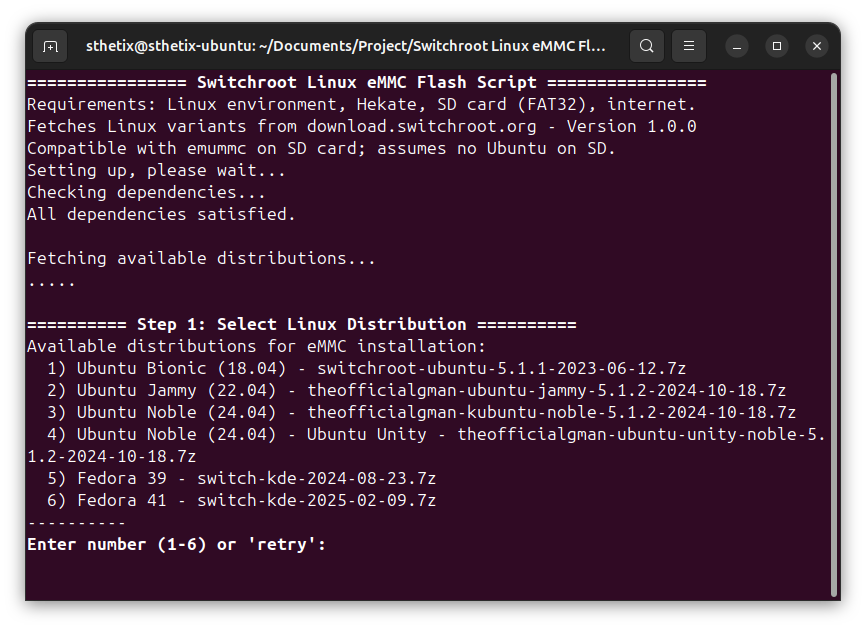 sthetix@sthetix-ubuntu: ~/Documents/Project/Switchroot Linux eMMC Fl...
================ Switchroot Linux eMMC Flash Script ================
Requirements: Linux environment, Hekate, SD card (FAT32), internet.
Fetches Linux variants from download.switchroot.org - Version 1.0.0
Compatible with emummc on SD card; assumes no Ubuntu on SD.
Setting up, please wait...
Checking dependencies...
All dependencies satisfied.

Fetching available distributions...
.....

========== Step 1: Select Linux Distribution ==========
Available distributions for eMMC installation:
  1) Ubuntu Bionic (18.04) - switchroot-ubuntu-5.1.1-2023-06-12.7z
  2) Ubuntu Jammy (22.04) - theofficialgman-ubuntu-jammy-5.1.2-2024-10-18.7z
  3) Ubuntu Noble (24.04) - theofficialgman-kubuntu-noble-5.1.2-2024-10-18.7z
  4) Ubuntu Noble (24.04) - Ubuntu Unity - theofficialgman-ubuntu-unity-noble-5.
1.2-2024-10-18.7z
  5) Fedora 39 - switch-kde-2024-08-23.7z
  6) Fedora 41 - switch-kde-2025-02-09.7z
----------
Enter number (1-6) or 'retry':